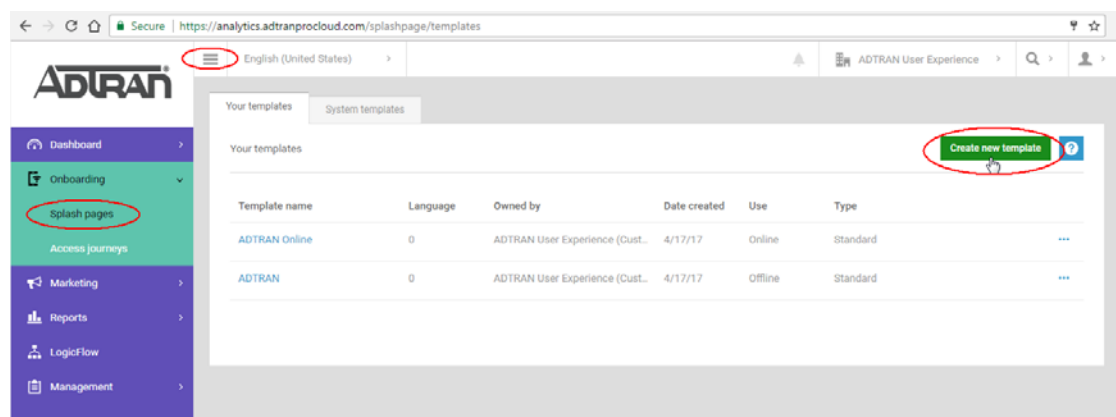 Secure | https://analytics.adtranprocloud.com/splashpage/templates
ADTRAN
English (United States)
ADTRAN User Experience
Your templates
System templates
Dashboard
Your templates
Create new template
?
Onboarding
Splash pages
Access journeys
Marketing
Reports
LogicFlow
Management
Template name Language Owned by Date created Use Type
ADTRAN Online 0 ADTRAN User Experience (Cust... 4/17/17 Online Standard ...
ADTRAN 0 ADTRAN User Experience (Cust... 4/17/17 Offline Standard ...